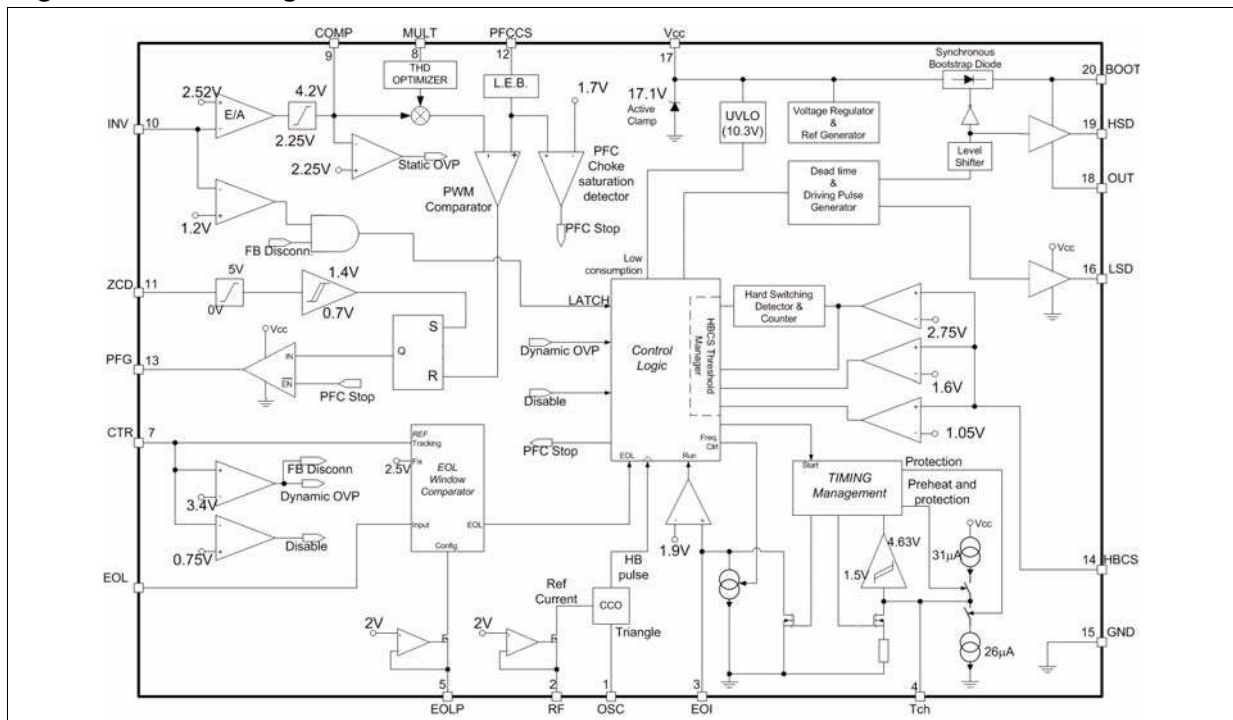 COMP
MULT
PFCCS
Vcc
9
8
12
17
THD
OPTIMIZER
L.E.B.
1.7V
Synchronous
Bootstrap Diode
20
BOOT
2.52V
E/A
4.2V
2.25V
17.1V
Active
Clamp
UVLO
(10.3V)
Voltage Regulator
&
Ref Generator
19
HSD
INV
10
2.25V
Static OVP
PWM
Comparator
PFC
Choke
saturation
detector
PFC Stop
Level
Shifter
18
OUT
Dead time
&
Driving Pulse
Generator
1.2V
FB Disconn
Low
consumption
Vcc
16
LSD
ZCD
11
5V
0V
1.4V
0.7V
LATCH
Hard Switching
Detector &
Counter
2.75V
S
Q
R
Vcc
IN
EN
PFC Stop
PFG
13
Dynamic OVP
Control
Logic
HBCS Threshold
Manager
1.6V
Disable
1.05V
CTR
7
REF
Tracking
2.5V
Fix
EOL
Window
Comparator
Input
EOL
Config.
PFC Stop
EOL
Run
Freq.
Ctrl
Start
TIMING
Management
Protection
Preheat and
protection
FB Disconn
Dynamic OVP
3.4V
0.75V
Disable
1.9V
4.63V
1.5V
Vcc
31μA
14
HBCS
EOL
HB
pulse
Ref
Current
CCO
Triangle
2V
2V
26μA
15
GND
5
2
1
3
4
EOLP
RF
OSC
EOI
Tch